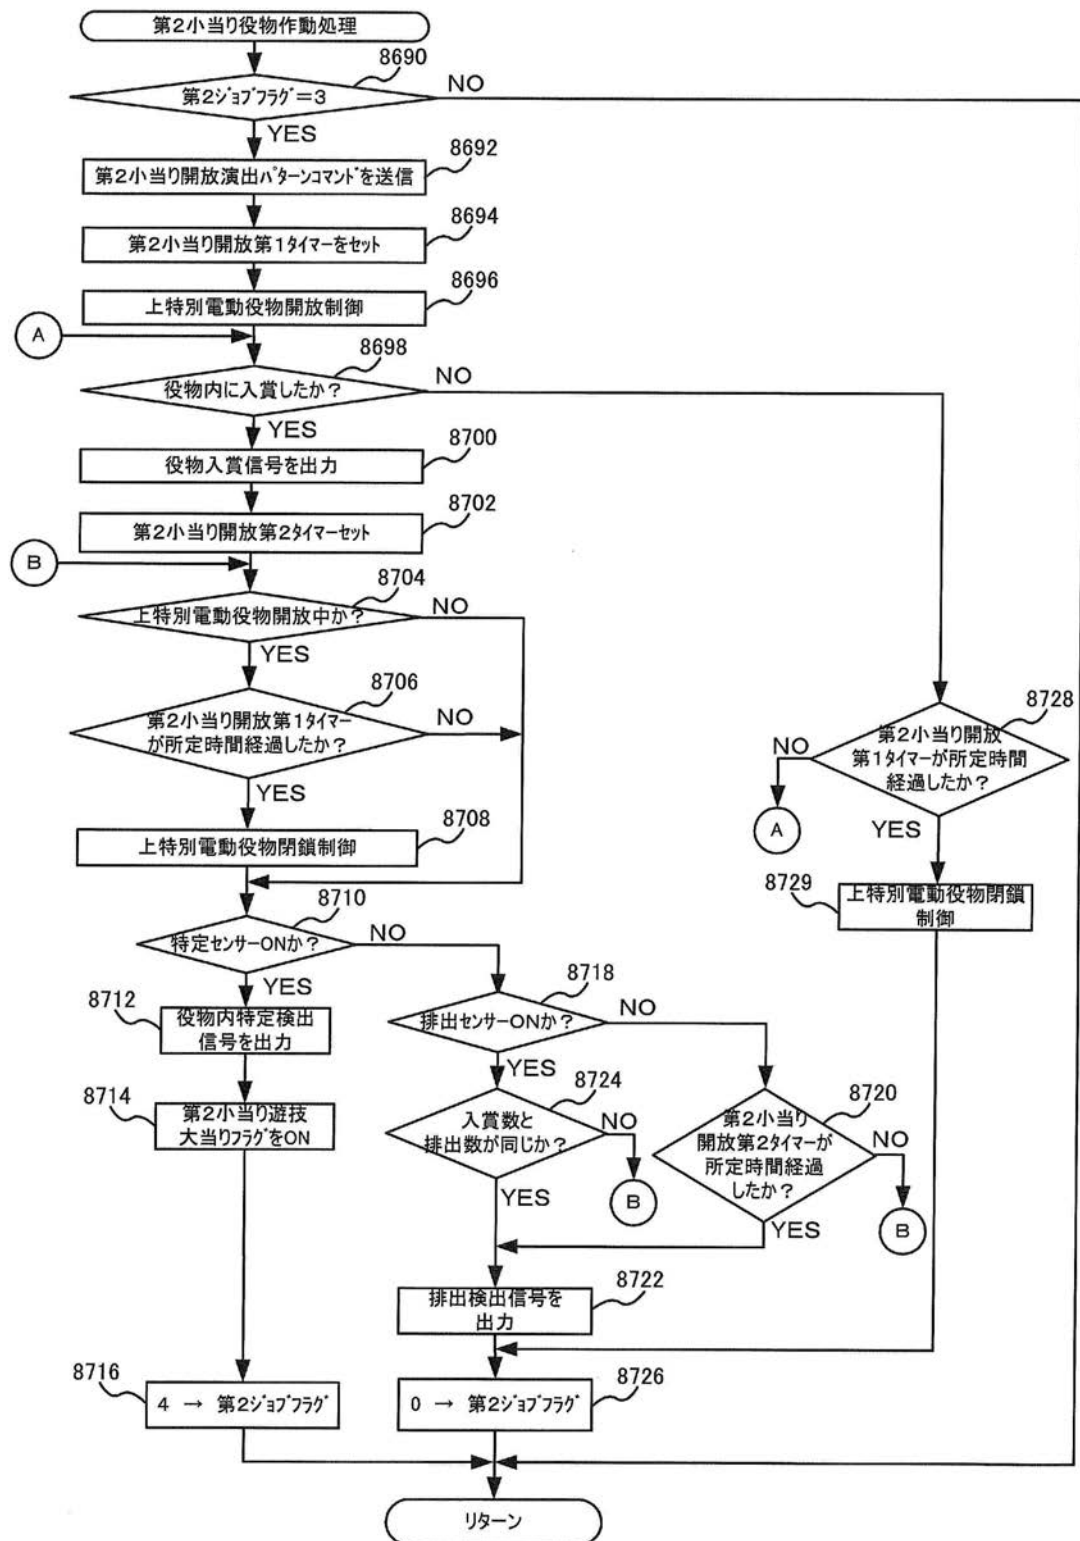 第2小当り役物作動処理
8690
第2ｼﾞｮﾌﾞﾌﾗｸﾞ=3
NO
YES
8692
第2小当り開放演出ﾊﾟﾀｰﾝｺﾏﾝﾄﾞを送信
8694
第2小当り開放第1ﾀｲﾏｰをｾｯﾄ
8696
上特別電動役物開放制御
A
8698
役物内に入賞したか?
NO
YES
8700
役物入賞信号を出力
8702
第2小当り開放第2ﾀｲﾏｰｾｯﾄ
B
8704
上特別電動役物開放中か?
NO
YES
8706
第2小当り開放第1ﾀｲﾏｰ
が所定時間経過したか?
NO
YES
8708
上特別電動役物閉鎖制御
8728
第2小当り開放
第1ﾀｲﾏｰが所定時間
経過したか?
NO
A
YES
8729
上特別電動役物閉鎖
制御
8710
特定ｾﾝｻｰONか?
NO
YES
8712
役物内特定検出
信号を出力
8714
第2小当り遊技
大当りﾌﾗｸﾞをON
8718
排出ｾﾝｻｰONか?
NO
YES
8724
入賞数と
排出数が同じか?
NO
B
YES
8720
第2小当り
開放第2ﾀｲﾏｰが
所定時間経過
したか?
NO
B
YES
8722
排出検出信号を
出力
8716
4 → 第2ｼﾞｮﾌﾞﾌﾗｸﾞ
8726
0 → 第2ｼﾞｮﾌﾞﾌﾗｸﾞ
リターン